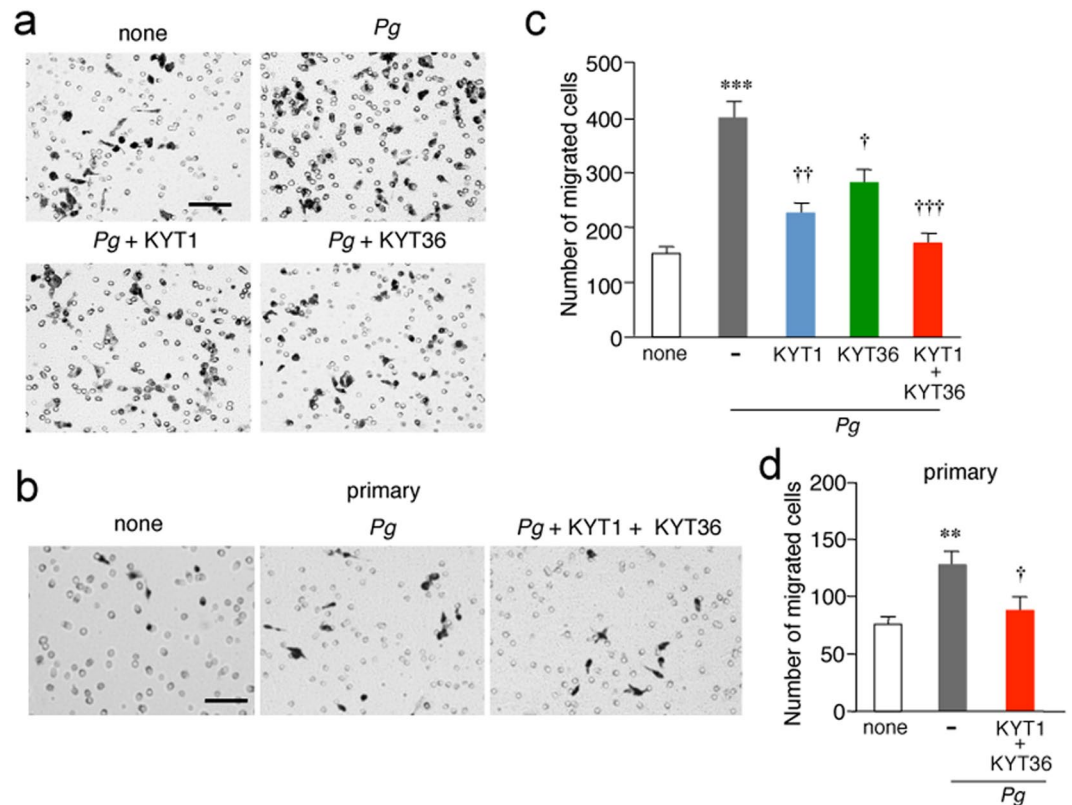 a
none
Pg
Pg + KYT1
Pg + KYT36
b
primary
none
Pg
Pg + KYT1 + KYT36
c
Number of migrated cells
500
400
300
200
100
0
***
††
†
†††
none
-
KYT1
KYT36
KYT1
+
KYT36
Pg
d
primary
Number of migrated cells
200
150
100
50
0
**
†
none
-
KYT1
+
KYT36
Pg